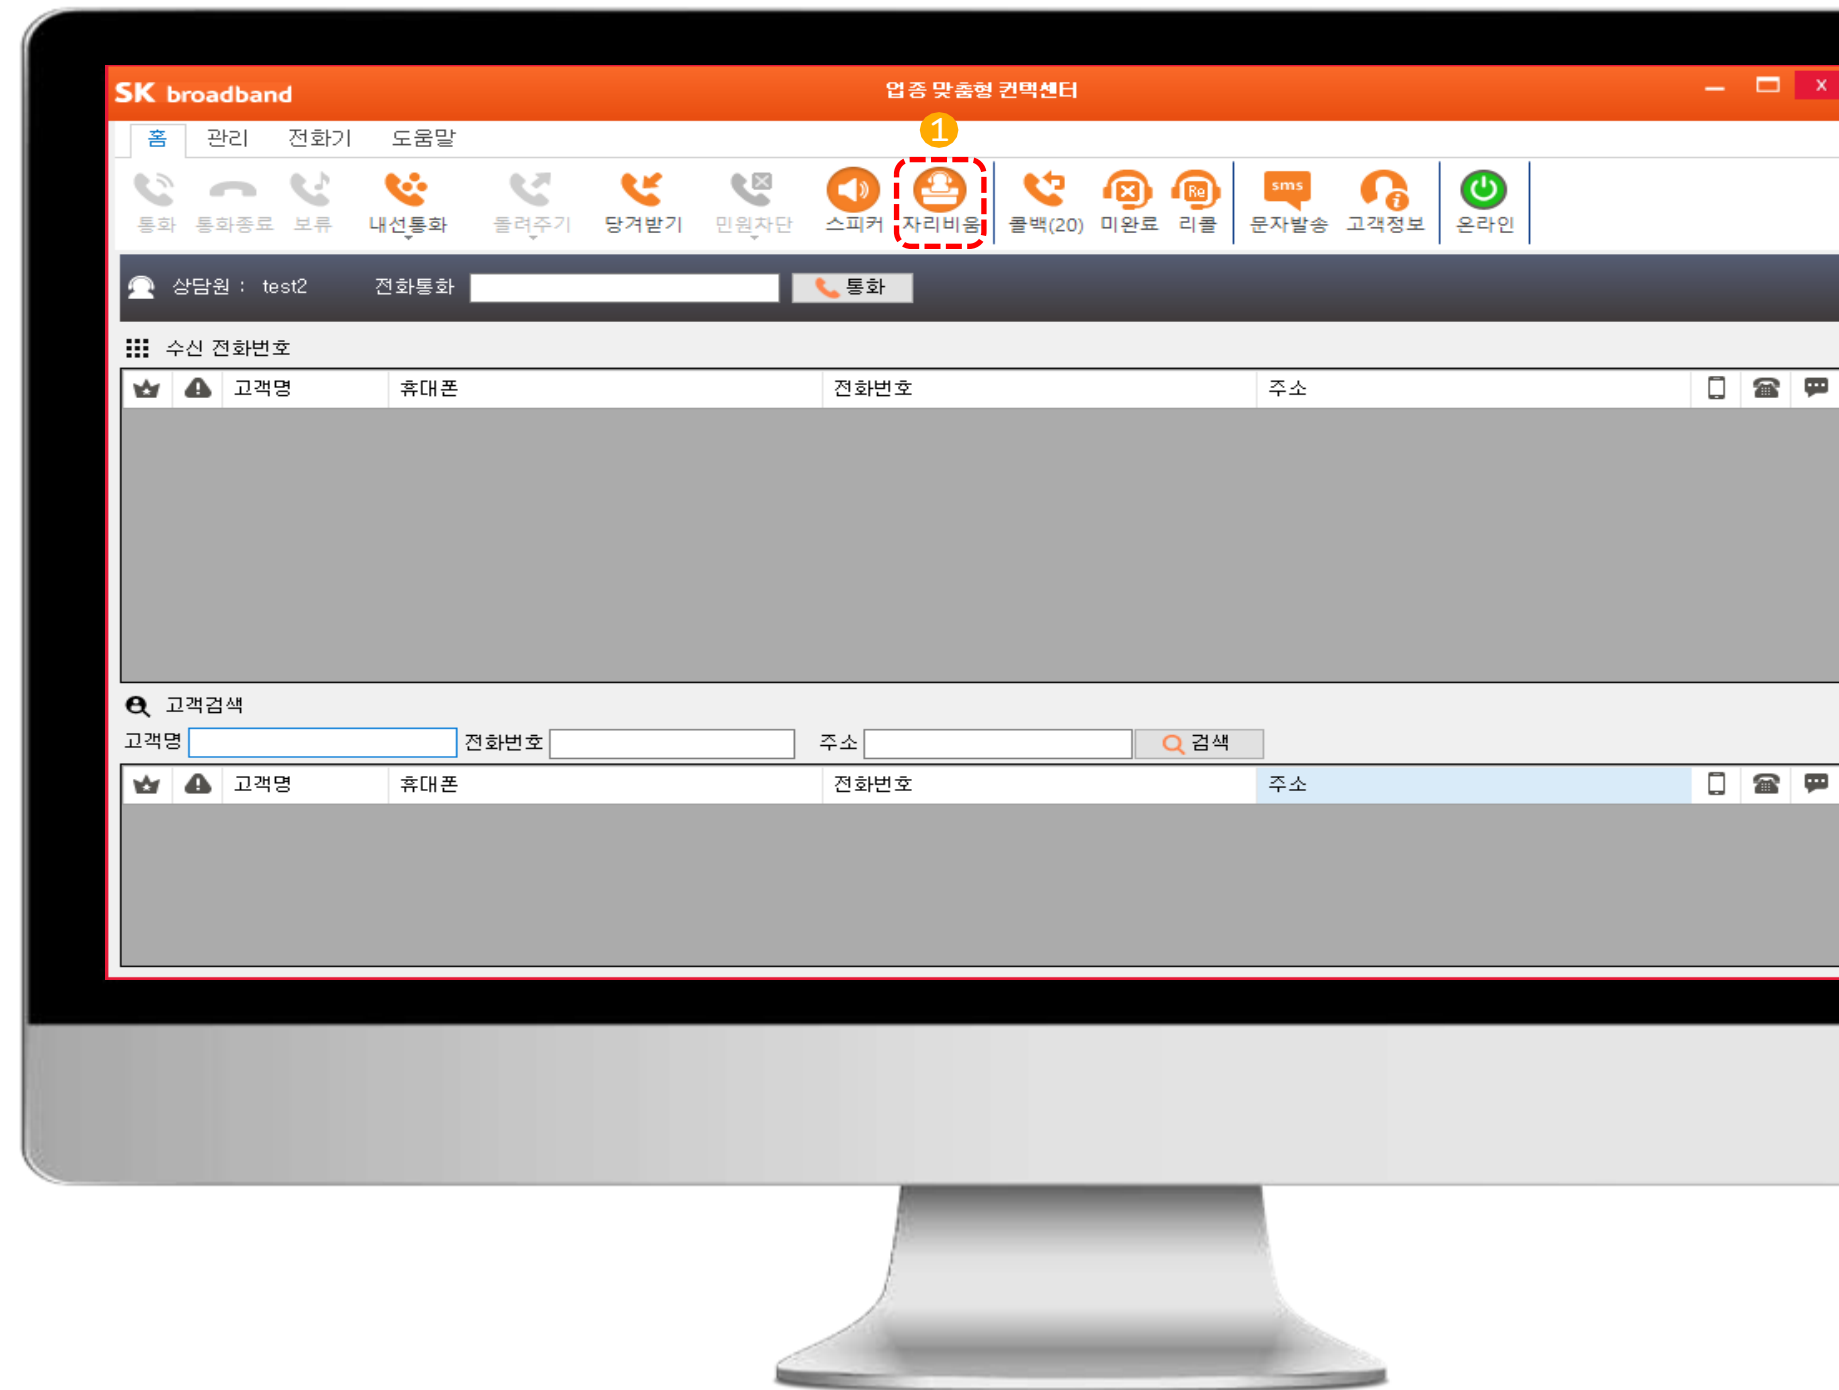 SK broadband 업종 맞춤형 컨택센터 X
홈 관리 전화기 도움말 1
Re sms
통화 통화종료 보류 내선통화 돌려주기 당겨받기 민원차단 스피커 자리비움 콜백(20) 미완료 리콜 문자발송 고객정보 온라인
상담원 : test2 전화통화 통화
수신 전화번호
고객명 휴대폰 전화번호 주소
고객검색
고객명 전화번호 주소 검색
고객명 휴대폰 전화번호 주소